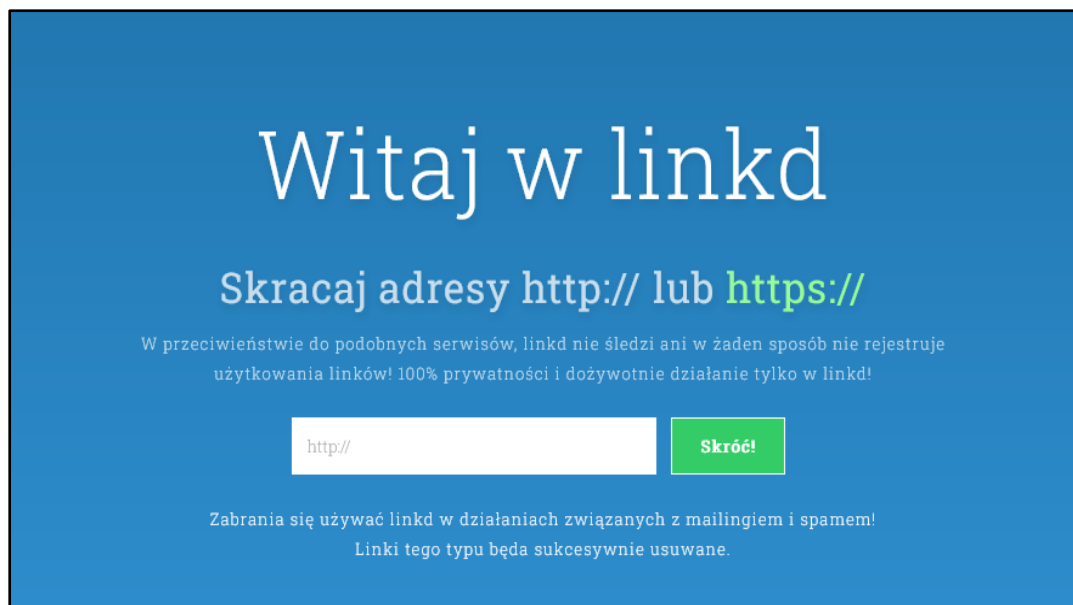 Witaj w linkd
Skracaj adresy http:// lub https://
W przeciwieństwie do podobnych serwisów, linkd nie śledzi ani w żaden sposób nie rejestruje
użytkowania linków! 100% prywatności i dożywotnie działanie tylko w linkd!
http://
Skróć!
Zabrania się używać linkd w działaniach związanych z mailingiem i spamem!
Linki tego typu będa sukcesywnie usuwane.